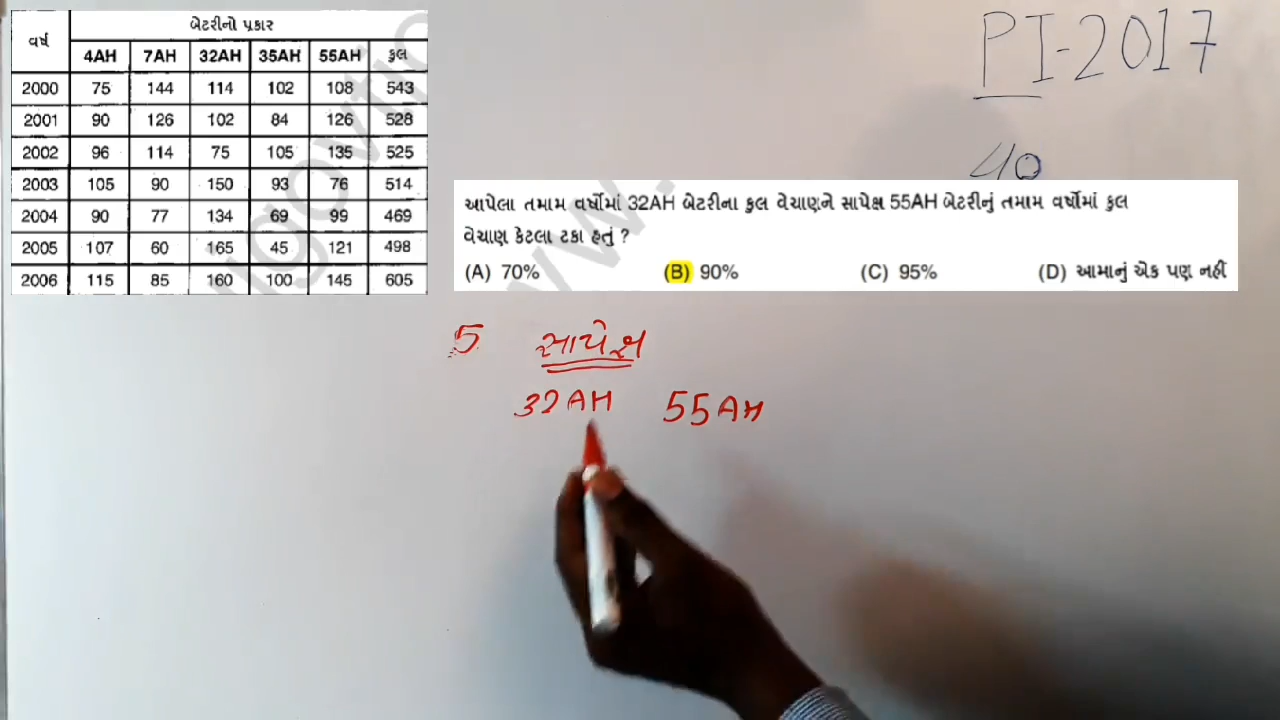 વર્ષ બેટરીનો પ્રકાર
4AH 7AH 32AH 35AH 55AH કુલ
2000 75 144 114 102 108 543
2001 90 126 102 84 126 528
2002 96 114 75 105 135 525
2003 105 90 150 93 76 514
2004 90 77 134 69 99 469
2005 107 60 165 45 121 498
2006 115 85 160 100 145 605
PI-2017
40
આપેલા તમામ વર્ષોમાં 32AH બેટરીના કુલ વેચાણને સાપેક્ષ 55AH બેટરીનું તમામ વર્ષોમાં કુલ
વેચાણ કેટલા ટકા હતું ?
(A) 70% (B) 90% (C) 95% (D) આમાનું એક પણ નહીં
5 સાપેક્ષ
32AH 55AH